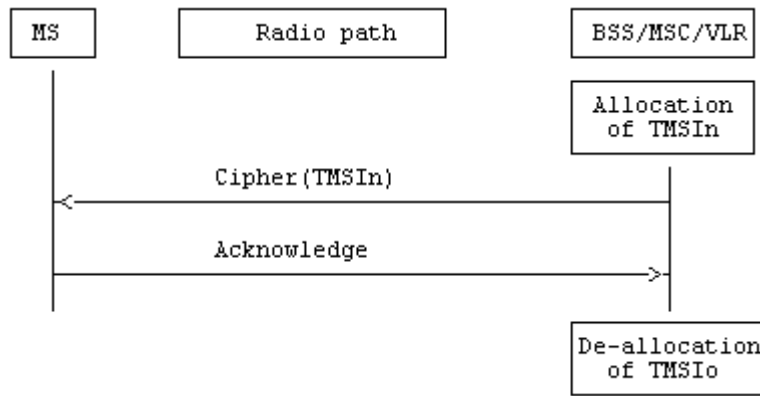 MS
Radio path
BSS/MSC/VLR
Allocation
of TMSIn
Cipher(TMSIn)
Acknowledge
De-allocation
of TMSIo